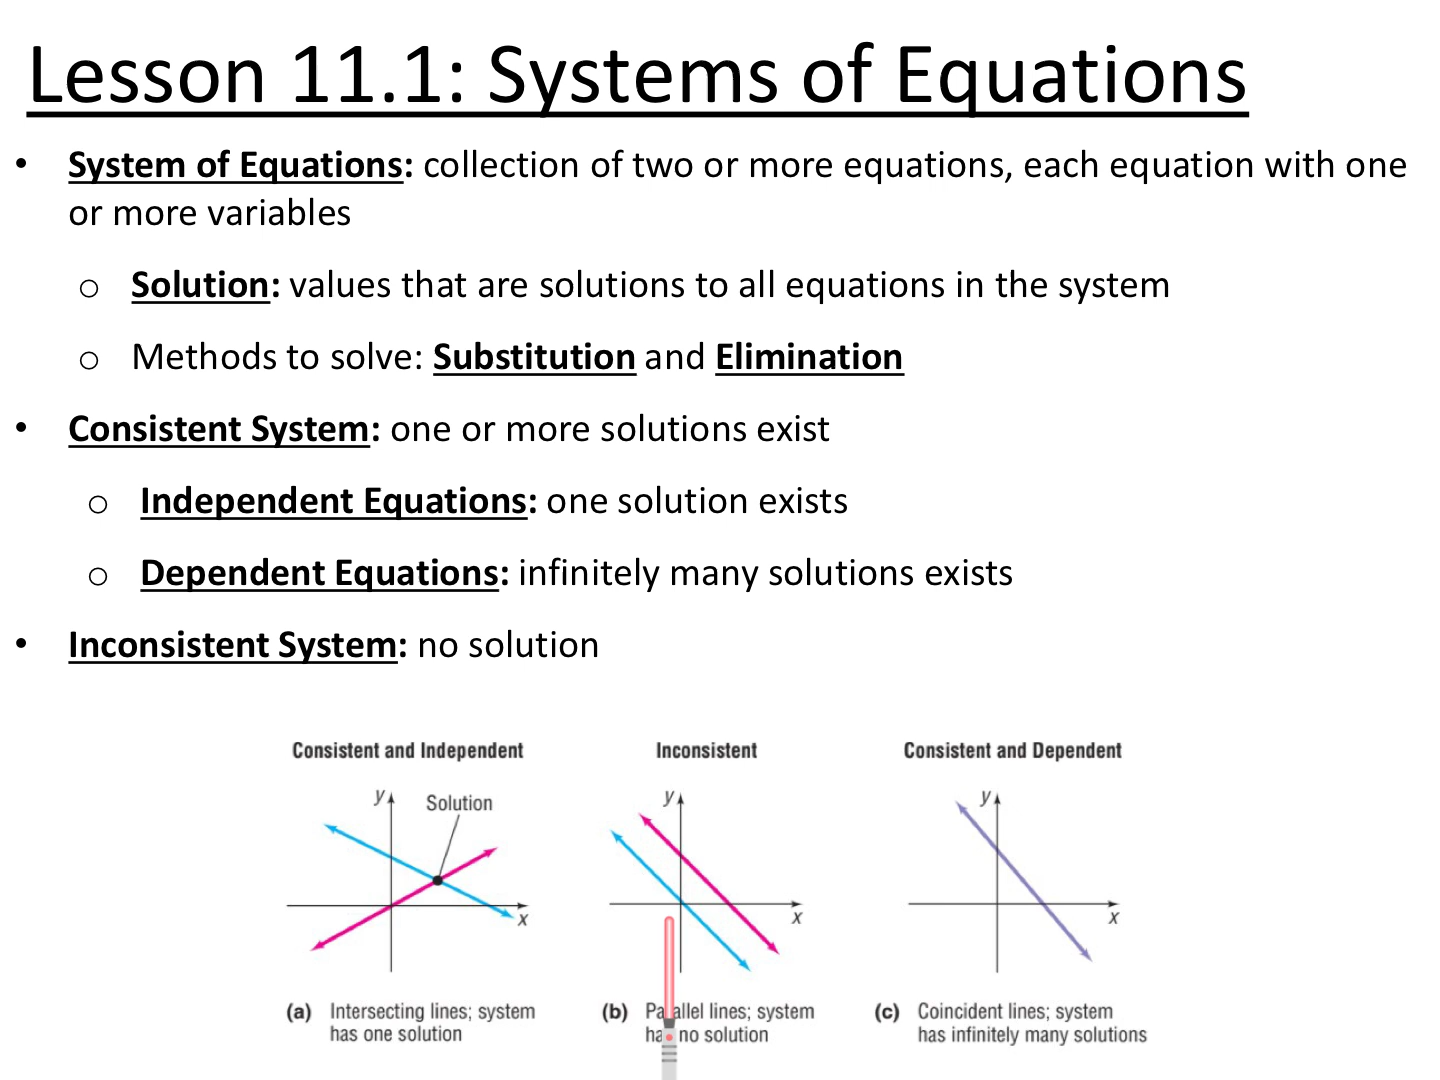 Lesson 11.1: Systems of Equations
• System of Equations: collection of two or more equations, each equation with one
or more variables
o Solution: values that are solutions to all equations in the system
o Methods to solve: Substitution and Elimination
• Consistent System: one or more solutions exist
o Independent Equations: one solution exists
o Dependent Equations: infinitely many solutions exists
• Inconsistent System: no solution
Consistent and Independent
y
Solution
x
(a) Intersecting lines; system
has one solution
Inconsistent
y
x
(b) Parallel lines; system
has no solution
Consistent and Dependent
y
x
(c) Coincident lines; system
has infinitely many solutions